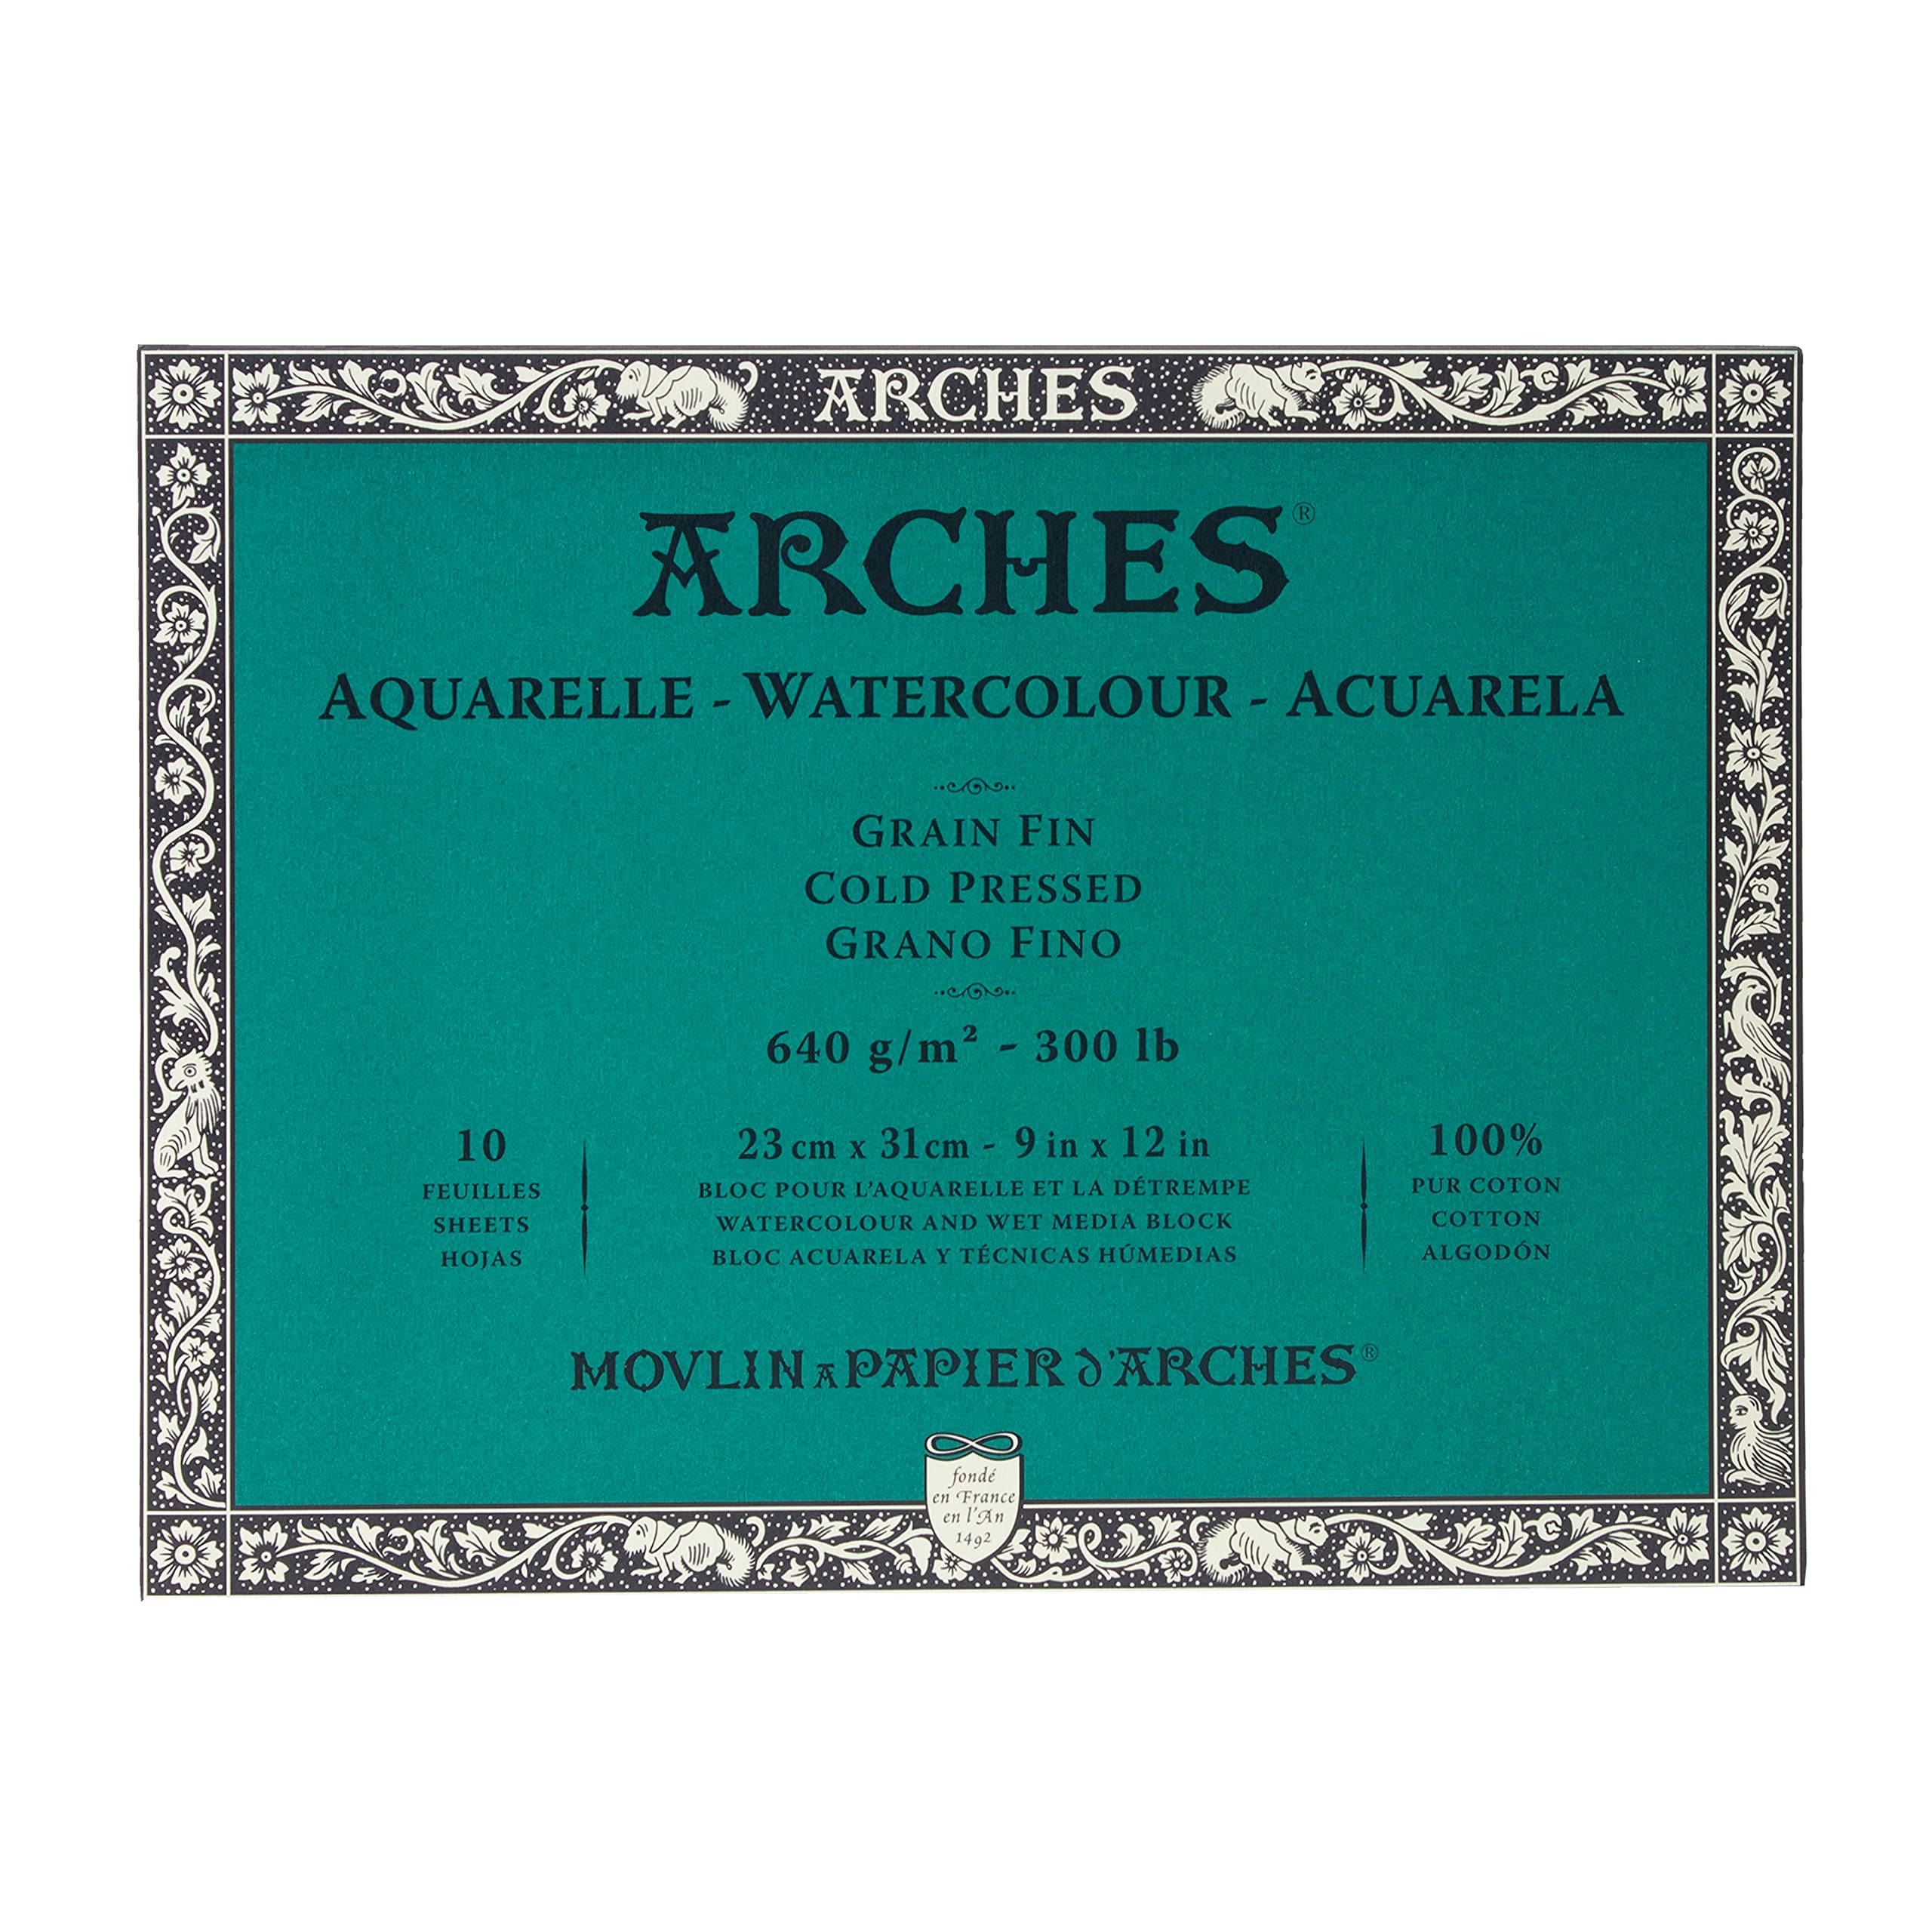 ARCHES
ARCHES®
AQUARELLE - WATERCOLOUR - ACUARELA
GRAIN FIN
COLD PRESSED
GRANO FINO
640 g/m² - 300 lb
10
FEUILLES
SHEETS
HOJAS
23 cm x 31 cm - 9 in x 12 in
BLOC POUR L'AQUARELLE ET LA DÉTREMPE
WATERCOLOUR AND WET MEDIA BLOCK
BLOC ACUARELA Y TÉCNICAS HÚMEDIAS
100%
PUR COTON
COTTON
ALGODÓN
MOVLIN A PAPIER D'ARCHES®
fondé
en France
en l'An
1492